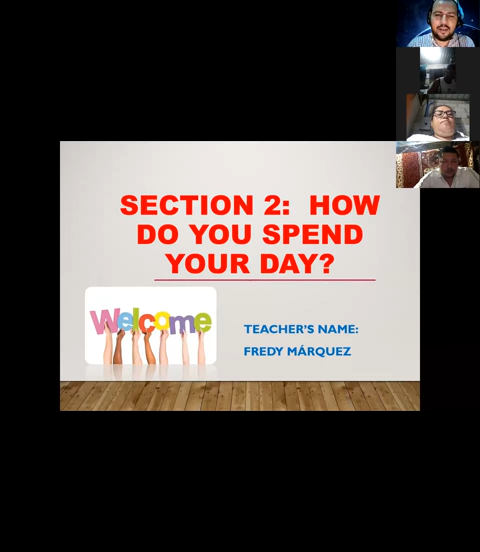 SECTION 2: HOW
DO YOU SPEND
YOUR DAY?
Welcome
TEACHER'S NAME:
FREDY MÁRQUEZ